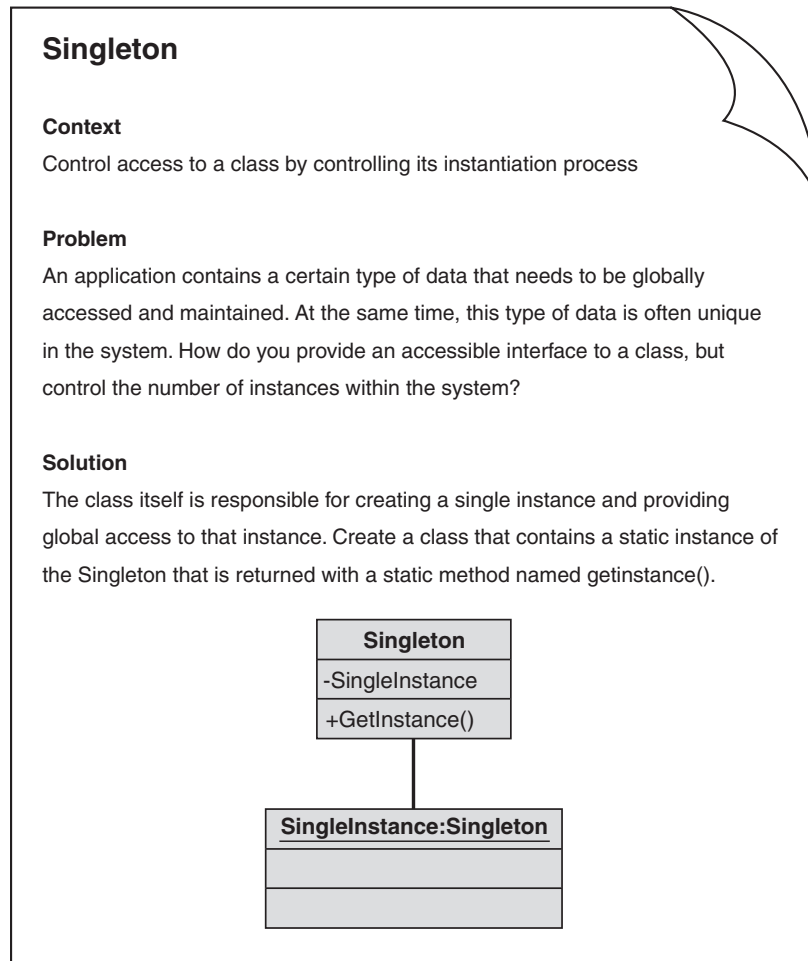 Singleton
Context
Control access to a class by controlling its instantiation process
Problem
An application contains a certain type of data that needs to be globally
accessed and maintained. At the same time, this type of data is often unique
in the system. How do you provide an accessible interface to a class, but
control the number of instances within the system?
Solution
The class itself is responsible for creating a single instance and providing
global access to that instance. Create a class that contains a static instance of
the Singleton that is returned with a static method named getinstance().
Singleton
-SingleInstance
+GetInstance()
SingleInstance:Singleton